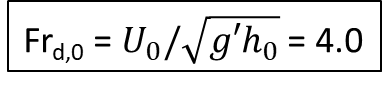 Fr_{d,0} = U_0/√(g′h_0) = 4.0